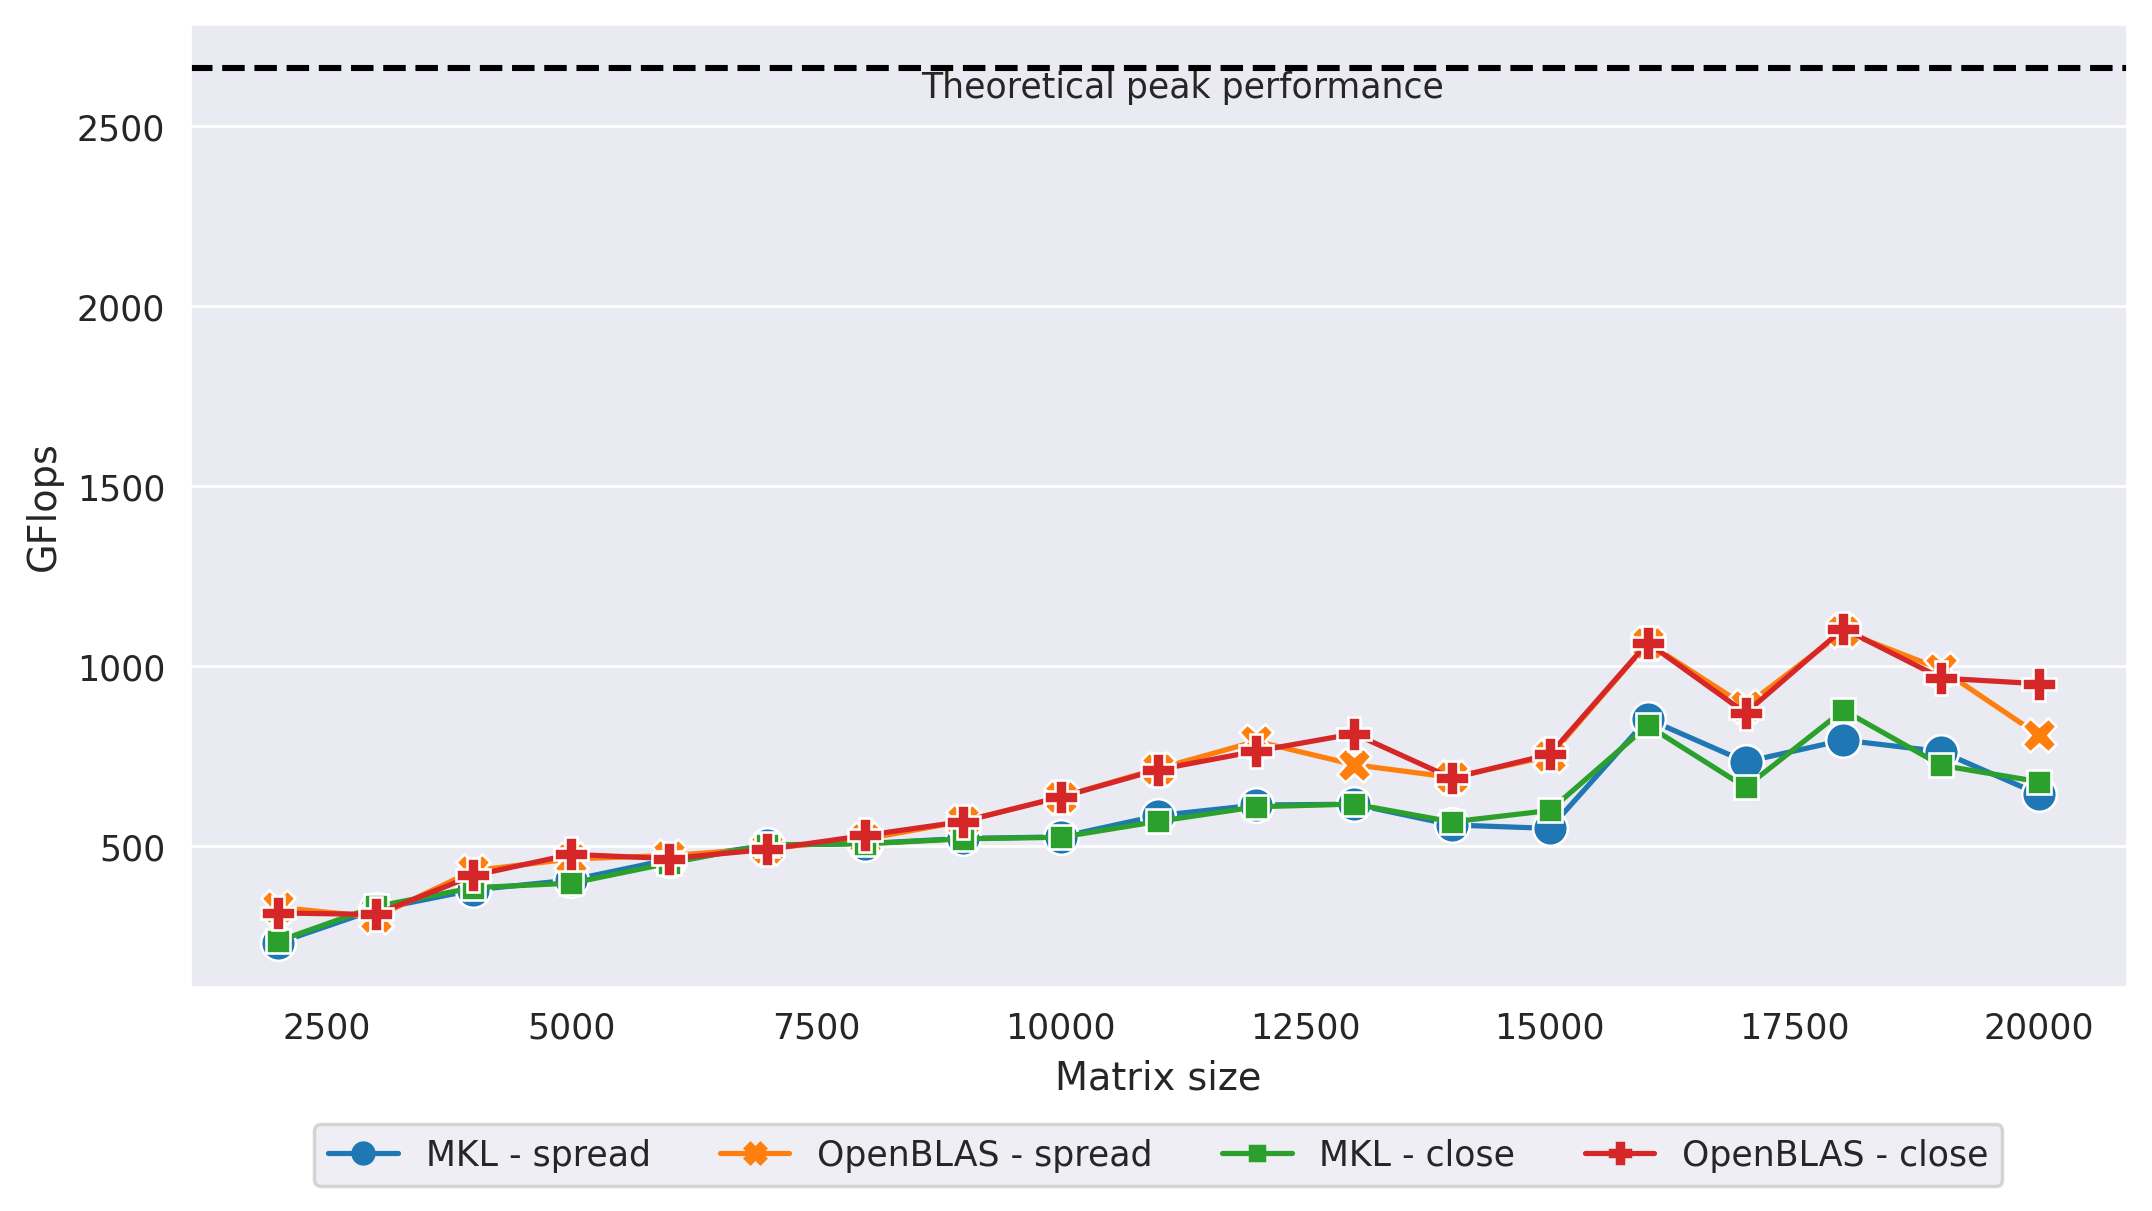 Theoretical peak performance
2500
2000
1500
1000
500
GFlops
2500 5000 7500 10000 12500 15000 17500 20000
Matrix size
MKL - spread OpenBLAS - spread MKL - close OpenBLAS - close